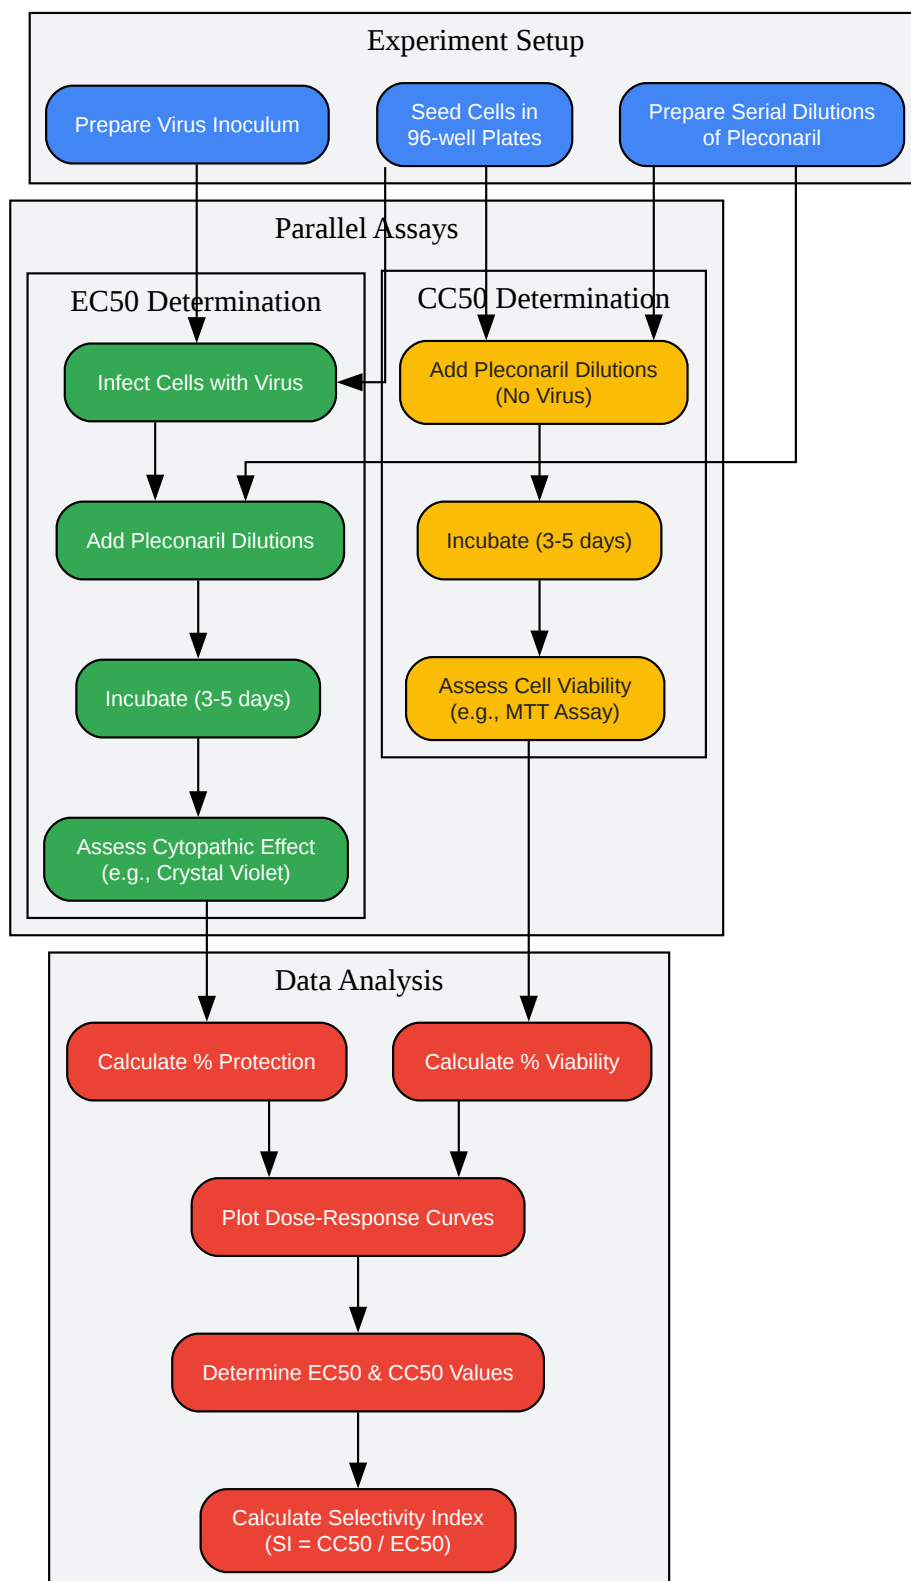 Experiment Setup
Prepare Virus Inoculum
Seed Cells in
96-well Plates
Prepare Serial Dilutions
of Pleconaril
Parallel Assays
EC50 Determination
CC50 Determination
Infect Cells with Virus
Add Pleconaril Dilutions
(No Virus)
Add Pleconaril Dilutions
Incubate (3-5 days)
Incubate (3-5 days)
Assess Cell Viability
(e.g., MTT Assay)
Assess Cytopathic Effect
(e.g., Crystal Violet)
Data Analysis
Calculate % Protection
Calculate % Viability
Plot Dose-Response Curves
Determine EC50 & CC50 Values
Calculate Selectivity Index
(SI = CC50 / EC50)